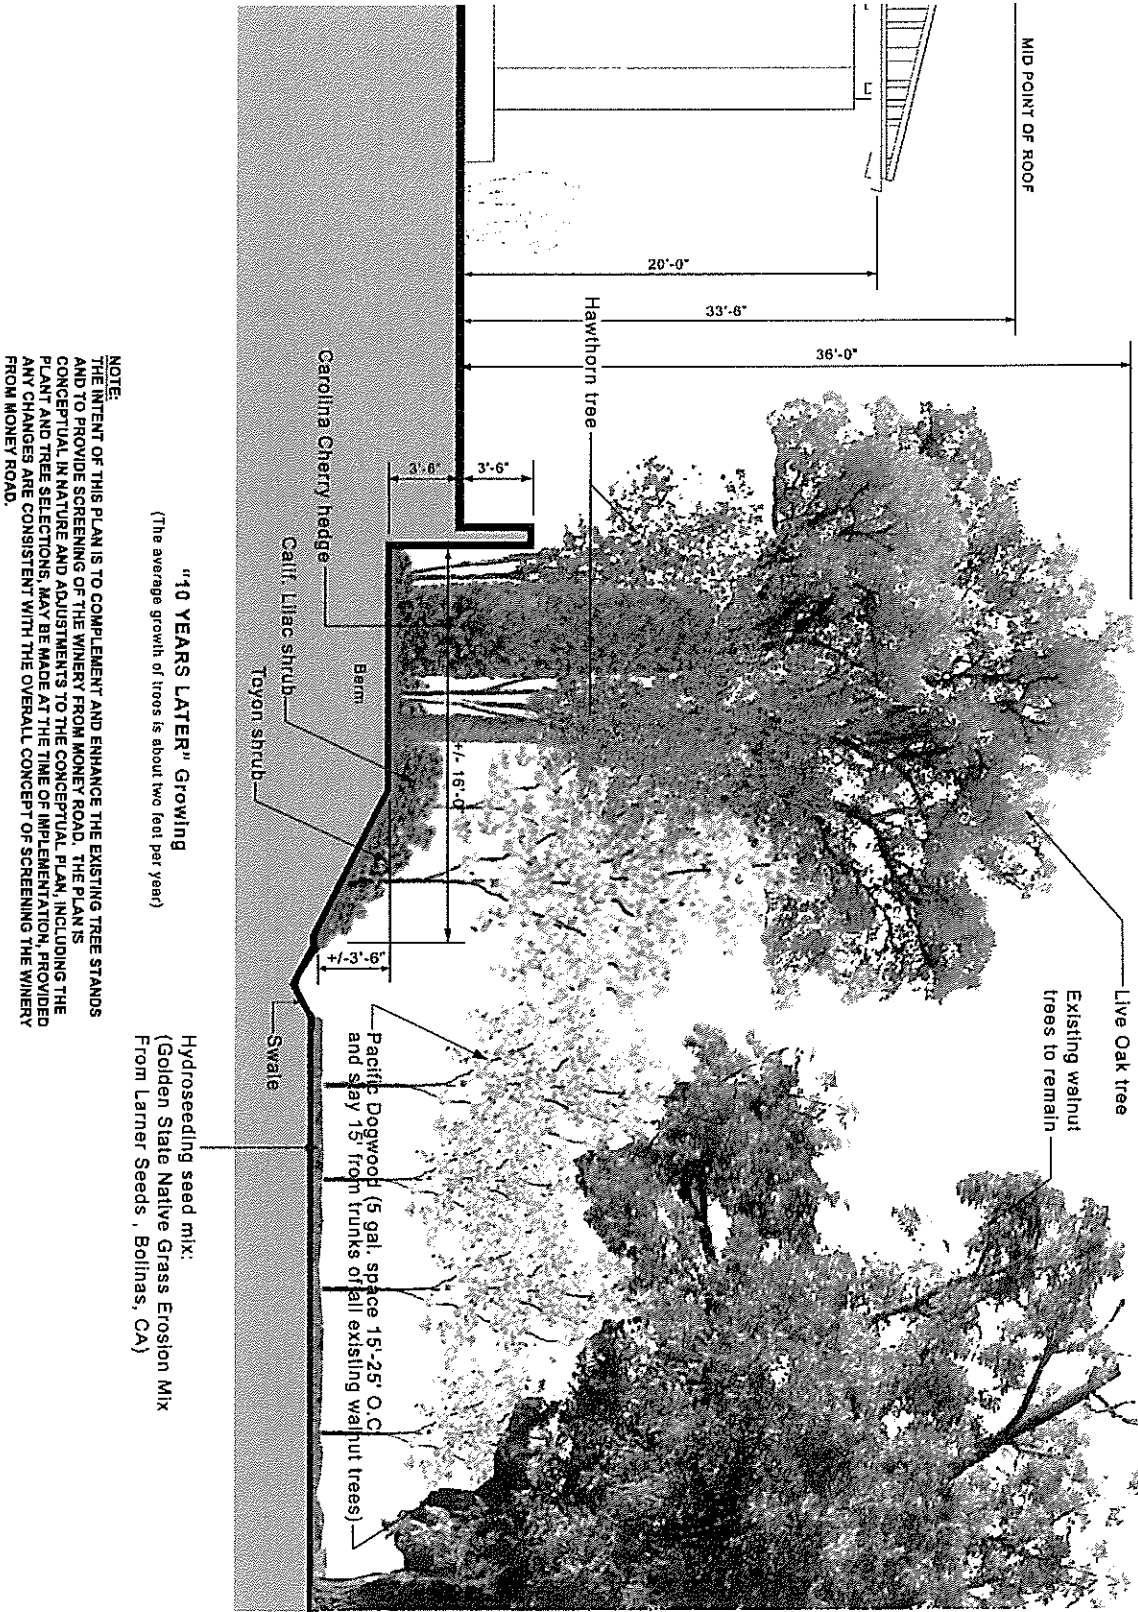 MID POINT OF ROOF
20'-0"
33'-6"
36'-0"
Hawthorn tree
Live Oak tree
Existing walnut
trees to remain
3'-6"
3'-6"
Carolina Cherry hedge
Calif. Lilac shrub
Toyon shrub
Berm
+/- 16'-0"
+/-3'-6"
Swale
Pacific Dogwood (5 gal. space 15'-25' O.C.
and stay 15' from trunks of all existing walnut trees)
Hydroseeding seed mix:
(Golden State Native Grass Erosion Mix
From Larner Seeds , Bolinas, CA)
"10 YEARS LATER" Growing
(The average growth of trees is about two feet per year)
NOTE:
THE INTENT OF THIS PLAN IS TO COMPLEMENT AND ENHANCE THE EXISTING TREE STANDS
AND TO PROVIDE SCREENING OF THE WINERY FROM MONEY ROAD. THE PLAN IS
CONCEPTUAL IN NATURE AND ADJUSTMENTS TO THE CONCEPTUAL PLAN, INCLUDING THE
PLANT AND TREE SELECTIONS, MAY BE MADE AT THE TIME OF IMPLEMENTATION, PROVIDED
ANY CHANGES ARE CONSISTENT WITH THE OVERALL CONCEPT OF SCREENING THE WINERY
FROM MONEY ROAD.